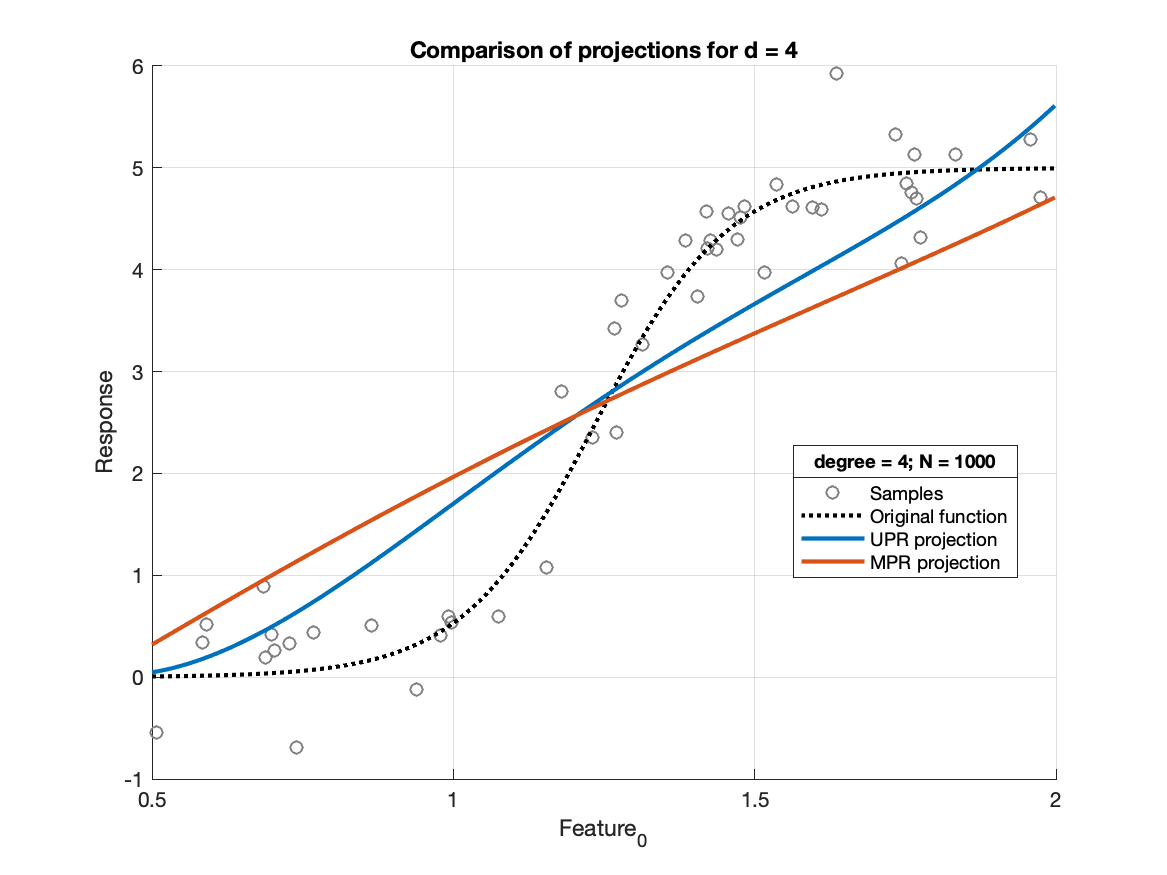 Comparison of projections for d = 4
6
5
4
3
2
1
0
-1
Response
0.5
1
1.5
2
Feature0
degree = 4; N = 1000
Samples
Original function
UPR projection
MPR projection